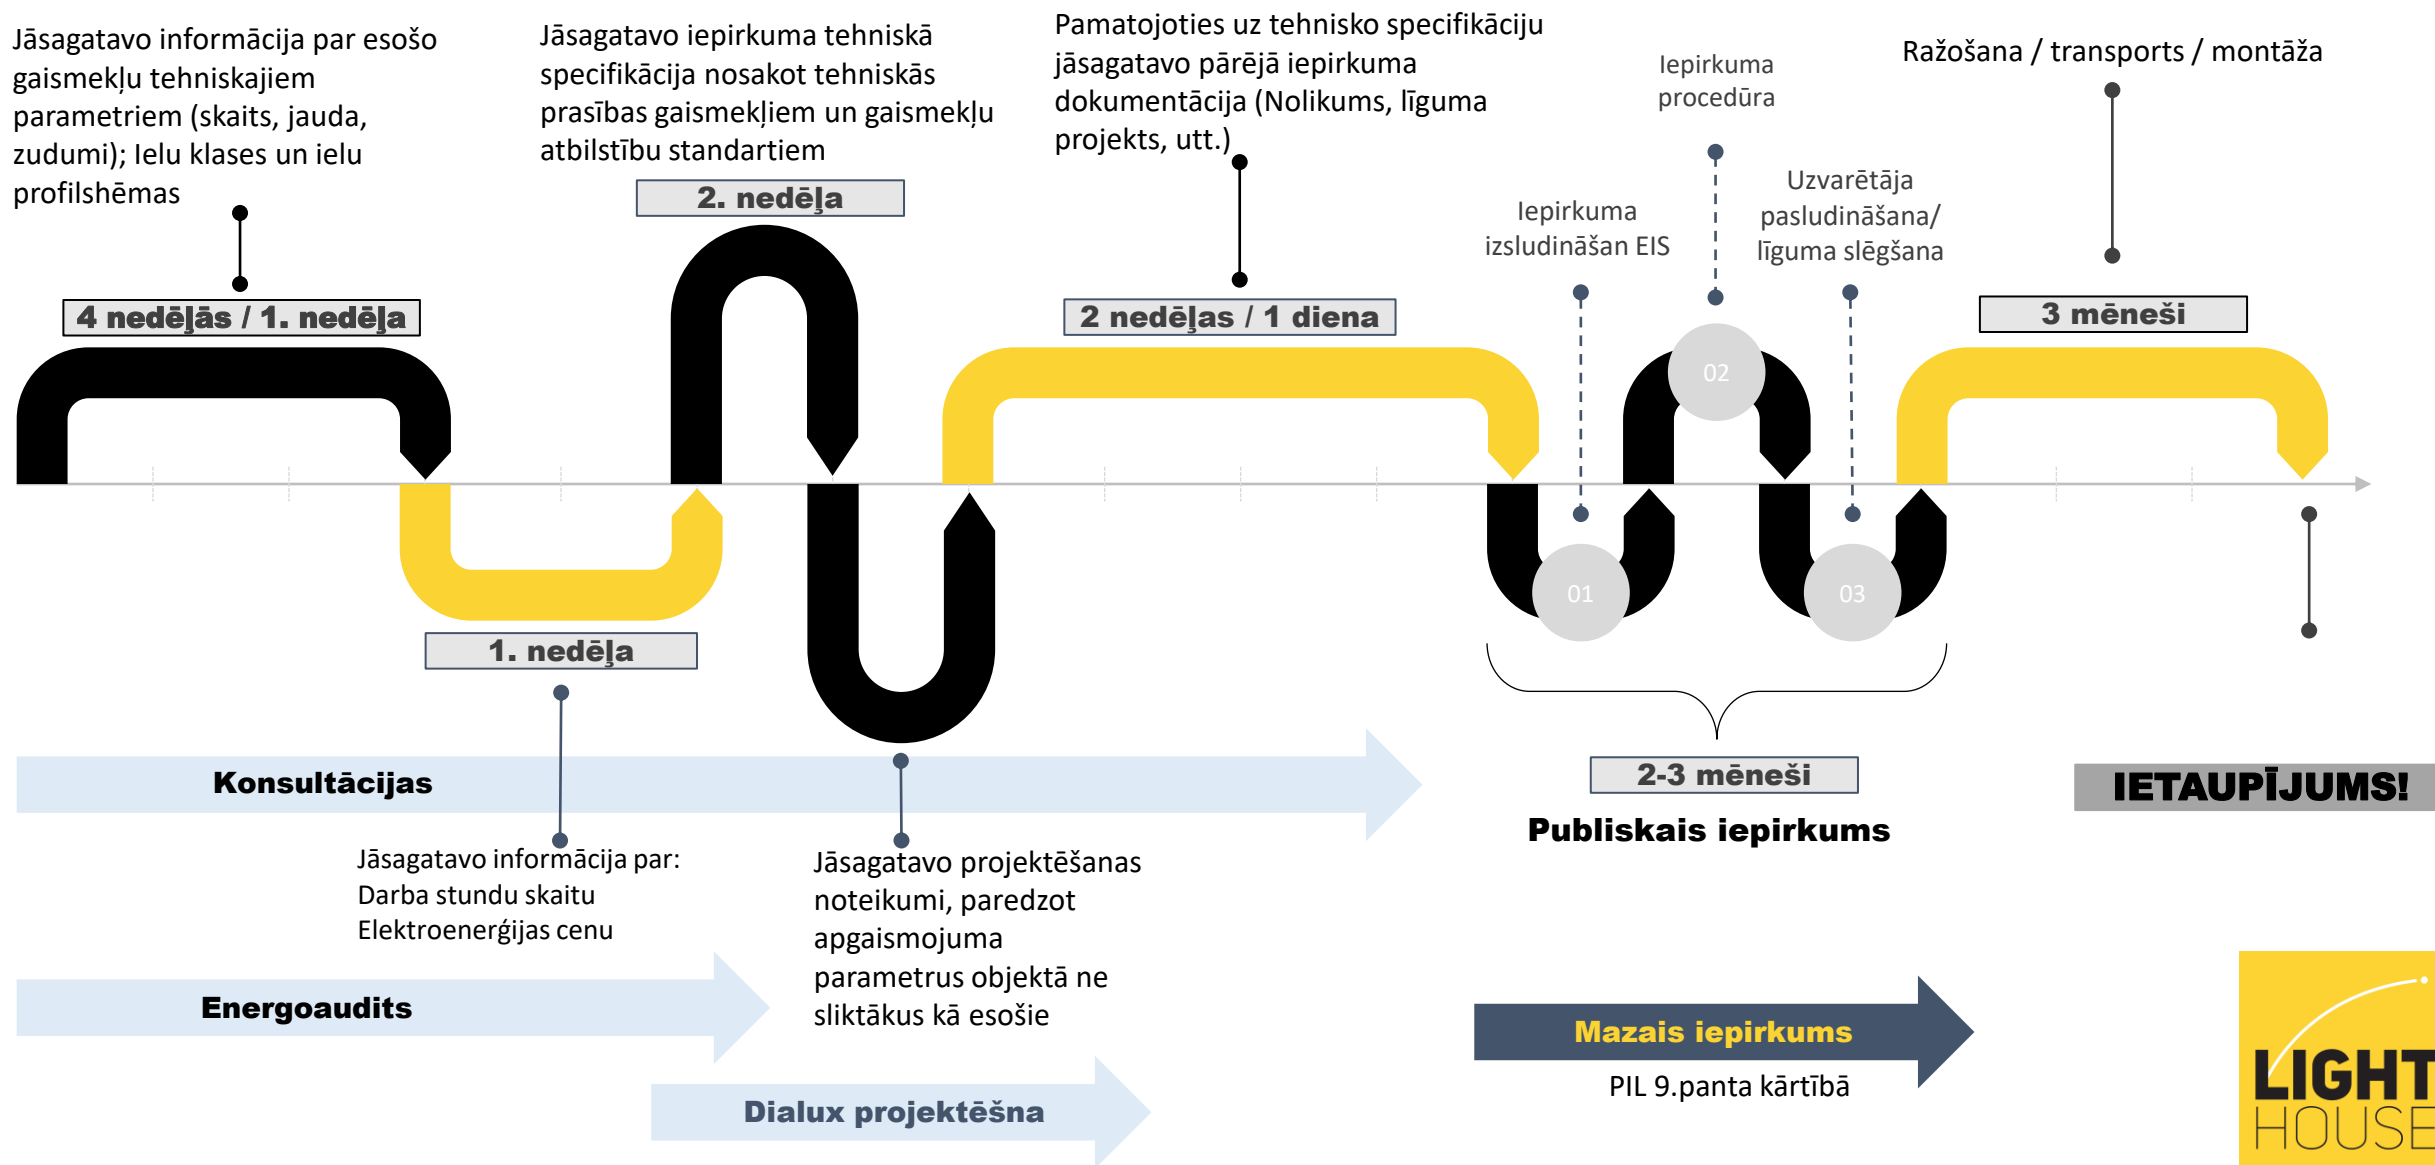 Jāsagatavo informācija par esošo
gaismekļu tehniskajiem
parametriem (skaits, jauda,
zudumi); Ielu klases un ielu
profilshēmas
4 nedēļās / 1. nedēļa
Jāsagatavo iepirkuma tehniskā
specifikācija nosakot tehniskās
prasības gaismekļiem un gaismekļu
atbilstību standartiem
2. nedēļa
Pamatojoties uz tehnisko specifikāciju
jāsagatavo pārējā iepirkuma
dokumentācija (Nolikums, līguma
projekts, utt.)
2 nedēļas / 1 diena
Iepirkuma
izsludināšan EIS
Iepirkuma
procedūra
Uzvarētāja
pasludināšana/
līguma slēgšana
Ražošana / transports / montāža
3 mēneši
02
01
03
1. nedēļa
Konsultācijas
2-3 mēneši
Publiskais iepirkums
IETAUPĪJUMS!
Jāsagatavo informācija par:
Darba stundu skaitu
Elektroenerģijas cenu
Jāsagatavo projektēšanas
noteikumi, paredzot
apgaismojuma
parametrus objektā ne
sliktākus kā esošie
Energoaudits
Mazais iepirkums
PIL 9.panta kārtībā
Dialux projektēšna
LIGHT
HOUSE